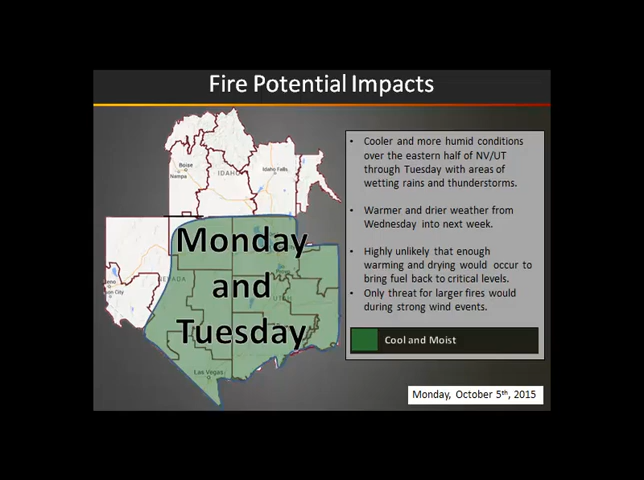 Fire Potential Impacts
• Cooler and more humid conditions
over the eastern half of NV/UT
through Tuesday with areas of
wetting rains and thunderstorms.
• Warmer and drier weather from
Wednesday into next week.
• Highly unlikely that enough
warming and drying would occur to
bring fuel back to critical levels.
• Only threat for larger fires would
during strong wind events.
Cool and Moist
Monday, October 5th, 2015
Boise
Nampa
IDAHO
Idaho Falls
Monday
and
Tuesday
NEVADA
UTAH
Las Vegas